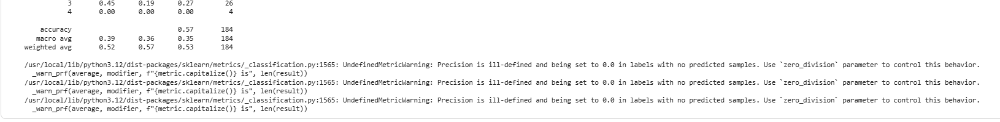 3 0.45 0.19 0.27 26
4 0.00 0.00 0.00 4
accuracy 0.57 184
macro avg 0.39 0.36 0.35 184
weighted avg 0.52 0.57 0.53 184
/usr/local/lib/python3.12/dist-packages/sklearn/metrics/_classification.py:1565: UndefinedMetricWarning: Precision is ill-defined and being set to 0.0 in labels with no predicted samples. Use `zero_division` parameter to control this behavior.
_warn_prf(average, modifier, f"{metric.capitalize()} is", len(result))
/usr/local/lib/python3.12/dist-packages/sklearn/metrics/_classification.py:1565: UndefinedMetricWarning: Precision is ill-defined and being set to 0.0 in labels with no predicted samples. Use `zero_division` parameter to control this behavior.
_warn_prf(average, modifier, f"{metric.capitalize()} is", len(result))
/usr/local/lib/python3.12/dist-packages/sklearn/metrics/_classification.py:1565: UndefinedMetricWarning: Precision is ill-defined and being set to 0.0 in labels with no predicted samples. Use `zero_division` parameter to control this behavior.
_warn_prf(average, modifier, f"{metric.capitalize()} is", len(result))